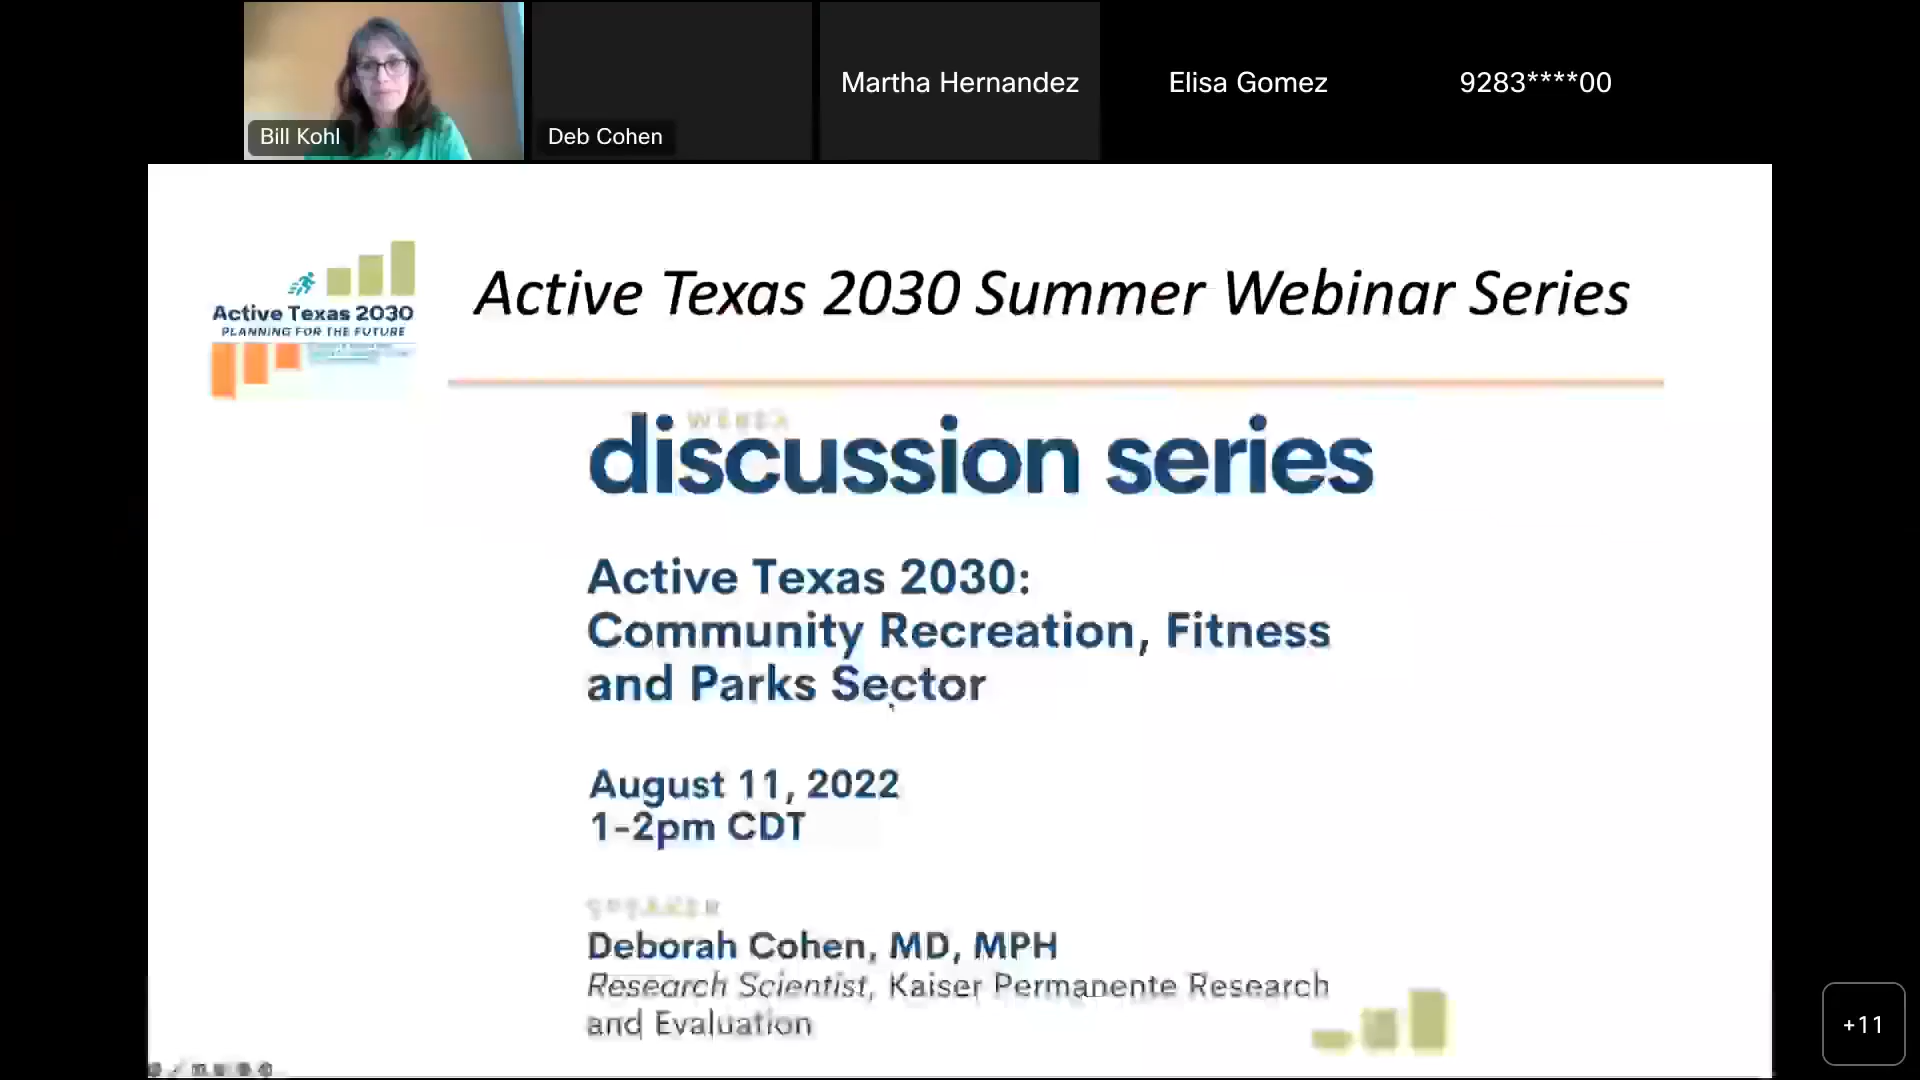 Martha Hernandez
Elisa Gomez
9283****00
Bill Kohl
Deb Cohen
Active Texas 2030
PLANNING FOR THE FUTURE
Active Texas 2030 Summer Webinar Series
discussion series
Active Texas 2030:
Community Recreation, Fitness
and Parks Sector
August 11, 2022
1-2pm CDT
SPEAKER
Deborah Cohen, MD, MPH
Research Scientist, Kaiser Permanente Research
and Evaluation
+11